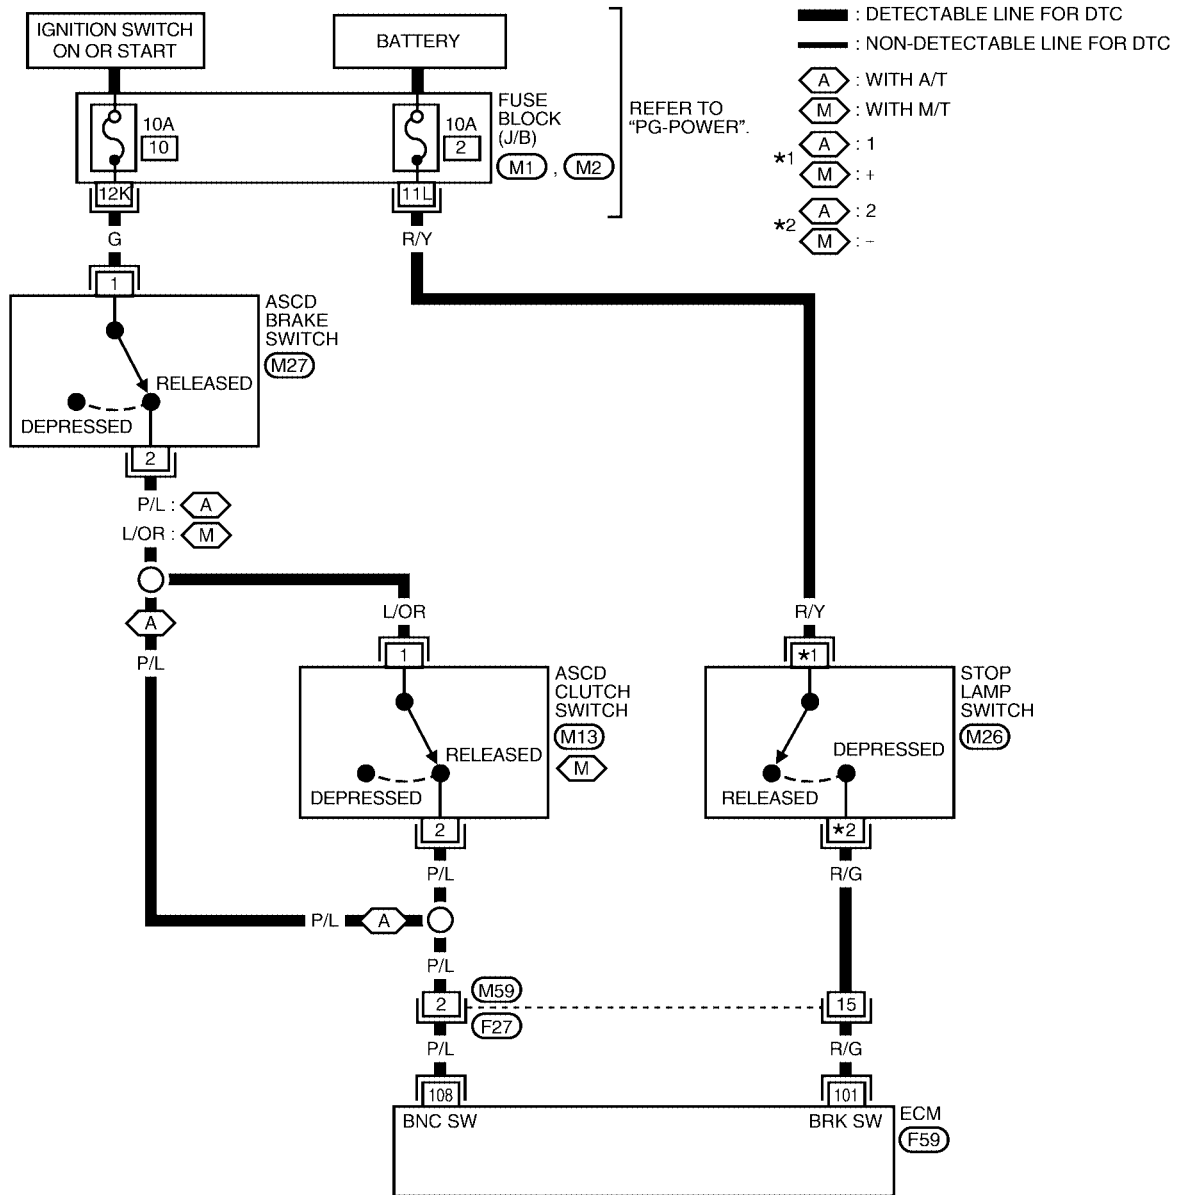 IGNITION SWITCH
ON OR START
BATTERY
: DETECTABLE LINE FOR DTC
: NON-DETECTABLE LINE FOR DTC
A : WITH A/T
M : WITH M/T
*1 A : 1
M : +
*2 A : 2
M : -
10A
10
10A
2
FUSE
BLOCK
(J/B)
M1 , M2
REFER TO
"PG-POWER".
12K
11L
G
R/Y
1
ASCD
BRAKE
SWITCH
M27
RELEASED
DEPRESSED
2
P/L : A
L/OR : M
A
P/L
L/OR
1
ASCD
CLUTCH
SWITCH
M13
M
RELEASED
DEPRESSED
2
P/L
R/Y
*1
STOP
LAMP
SWITCH
M26
DEPRESSED
RELEASED
*2
R/G
P/L A
P/L
2
M59
F27
15
P/L
R/G
108
101
BNC SW
BRK SW
ECM
F59